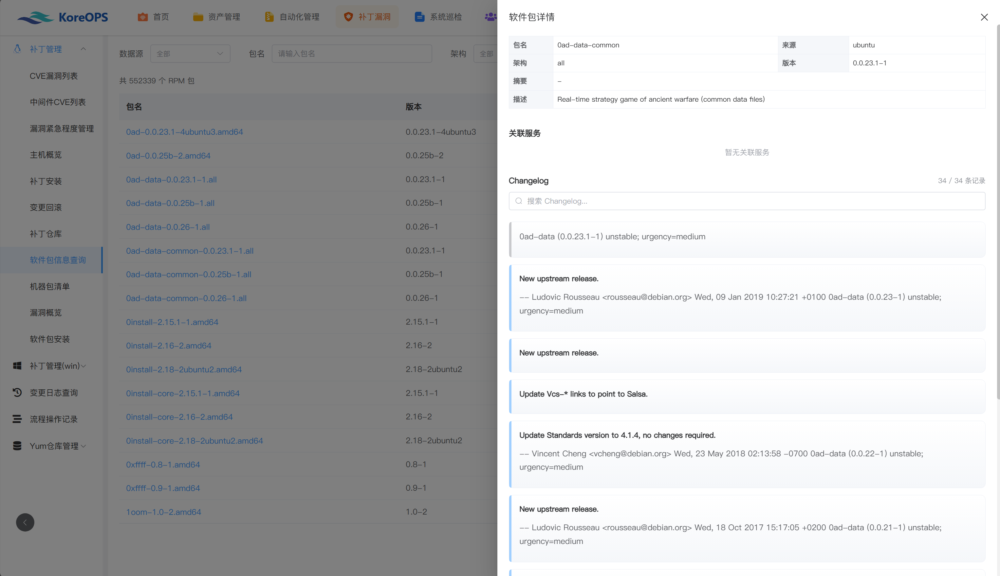 KoreOPS
首页
资产管理
自动化管理
补丁漏洞
系统巡检
补丁管理
CVE漏洞列表
中间件CVE列表
漏洞紧急程度管理
主机概览
补丁安装
变更回滚
补丁仓库
软件包信息查询
机器包清单
漏洞概览
软件包安装
补丁管理(win)
变更日志查询
流程操作记录
Yum仓库管理
数据源 全部 包名 请输入包名 架构 全部
共 552339 个 RPM 包
包名 版本
0ad-0.0.23.1-4ubuntu3.amd64 0.0.23.1-4ubuntu3
0ad-0.0.25b-2.amd64 0.0.25b-2
0ad-data-0.0.23.1-1.all 0.0.23.1-1
0ad-data-0.0.25b-1.all 0.0.25b-1
0ad-data-0.0.26-1.all 0.0.26-1
0ad-data-common-0.0.23.1-1.all 0.0.23.1-1
0ad-data-common-0.0.25b-1.all 0.0.25b-1
0ad-data-common-0.0.26-1.all 0.0.26-1
0install-2.15.1-1.amd64 2.15.1-1
0install-2.16-2.amd64 2.16-2
0install-2.18-2ubuntu2.amd64 2.18-2ubuntu2
0install-core-2.15.1-1.amd64 2.15.1-1
0install-core-2.16-2.amd64 2.16-2
0install-core-2.18-2ubuntu2.amd64 2.18-2ubuntu2
0xffff-0.8-1.amd64 0.8-1
0xffff-0.9-1.amd64 0.9-1
1oom-1.0-2.amd64 1.0-2
软件包详情
包名 0ad-data-common 来源 ubuntu
架构 all 版本 0.0.23.1-1
摘要 -
描述 Real-time strategy game of ancient warfare (common data files)
关联服务
暂无关联服务
Changelog 34 / 34 条记录
搜索 Changelog...
0ad-data (0.0.23.1-1) unstable; urgency=medium
New upstream release.
-- Ludovic Rousseau <rousseau@debian.org> Wed, 09 Jan 2019 10:27:21 +0100 0ad-data (0.0.23-1) unstable;
urgency=medium
New upstream release.
Update Vcs-* links to point to Salsa.
Update Standards version to 4.1.4, no changes required.
-- Vincent Cheng <vcheng@debian.org> Wed, 23 May 2018 02:13:58 -0700 0ad-data (0.0.22-1) unstable;
urgency=medium
New upstream release.
-- Ludovic Rousseau <rousseau@debian.org> Wed, 18 Oct 2017 15:17:05 +0200 0ad-data (0.0.21-1) unstable;
urgency=medium